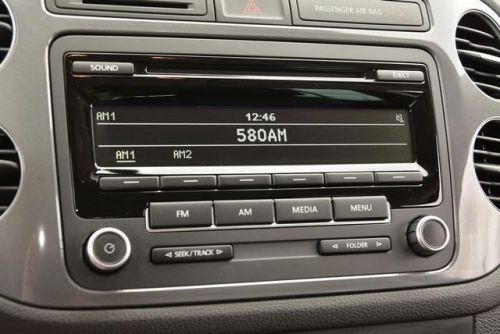 PASSENGER AIR BAG
SOUND
EJECT
AM1 12:46
580AM
AM1 AM2
FM AM MEDIA MENU
SEEK/TRACK FOLDER